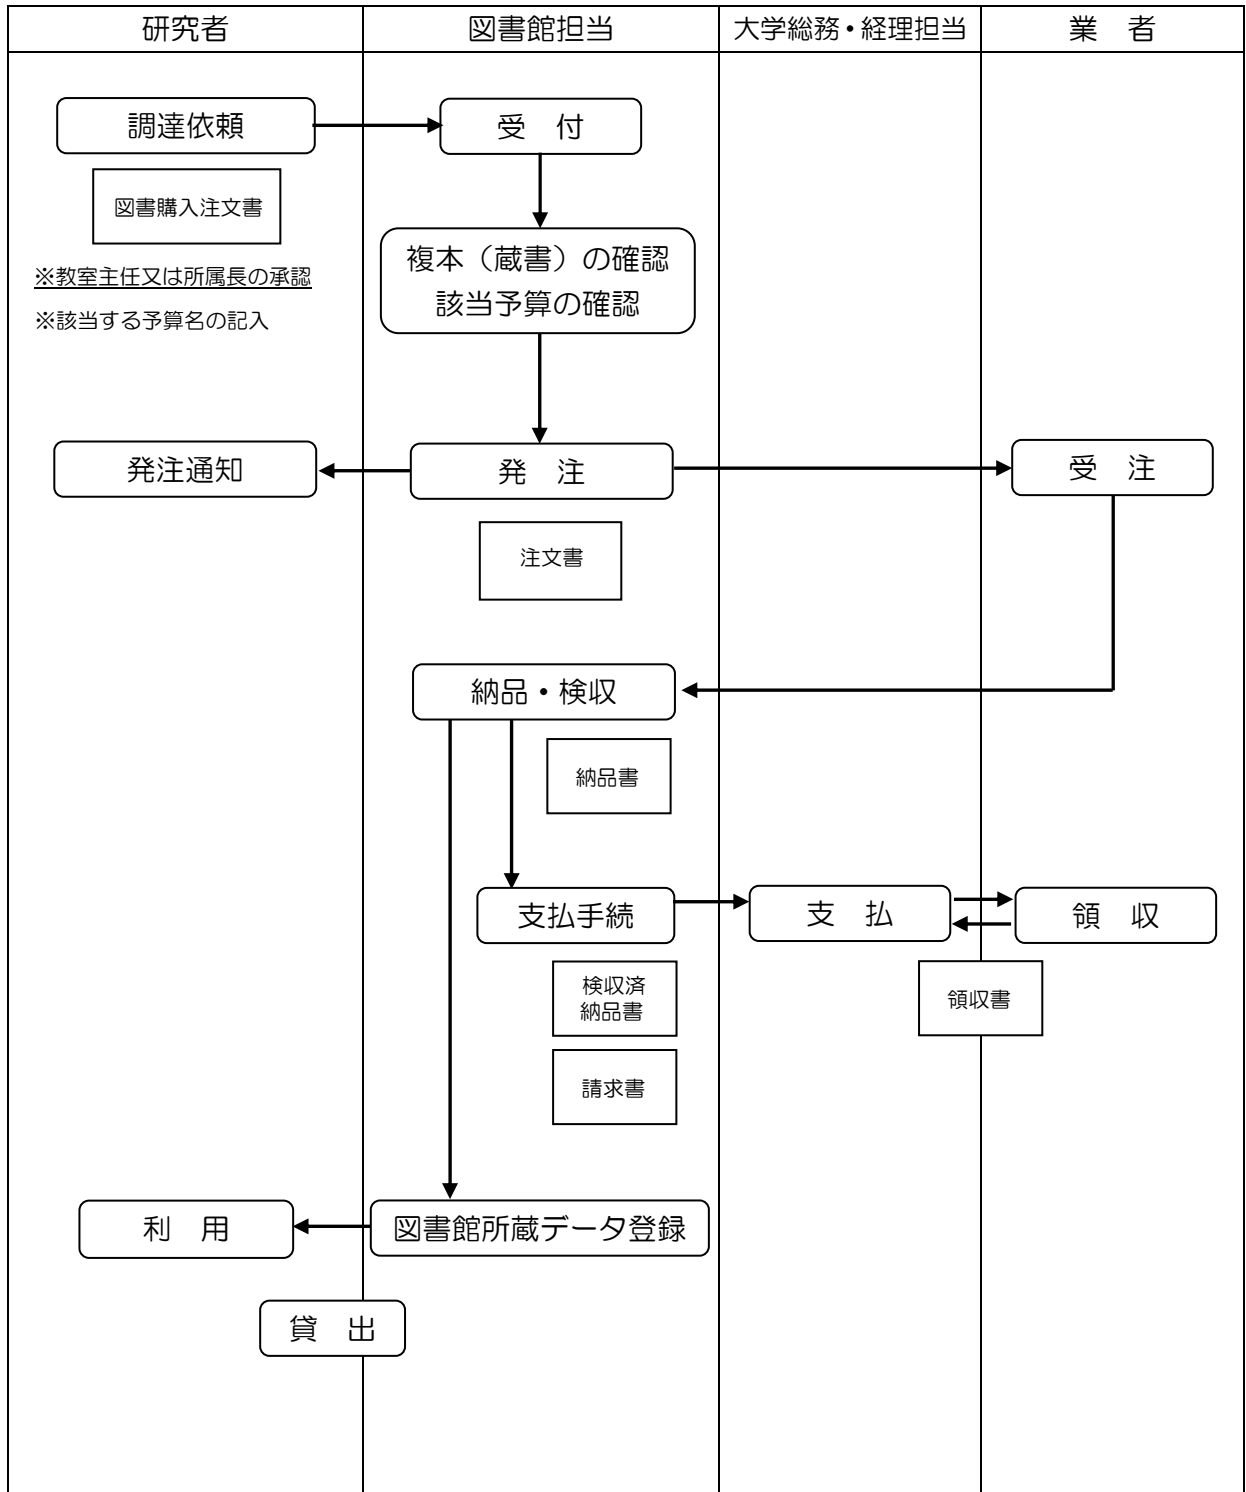 研究者
図書館担当
大学総務・経理担当
業　者
調達依頼
受　付
図書購入注文書
※教室主任又は所属長の承認
※該当する予算名の記入
複本（蔵書）の確認
該当予算の確認
発注通知
発　注
受　注
注文書
納品・検収
納品書
支払手続
支　払
領　収
検収済
納品書
領収書
請求書
利　用
図書館所蔵データ登録
貸　出